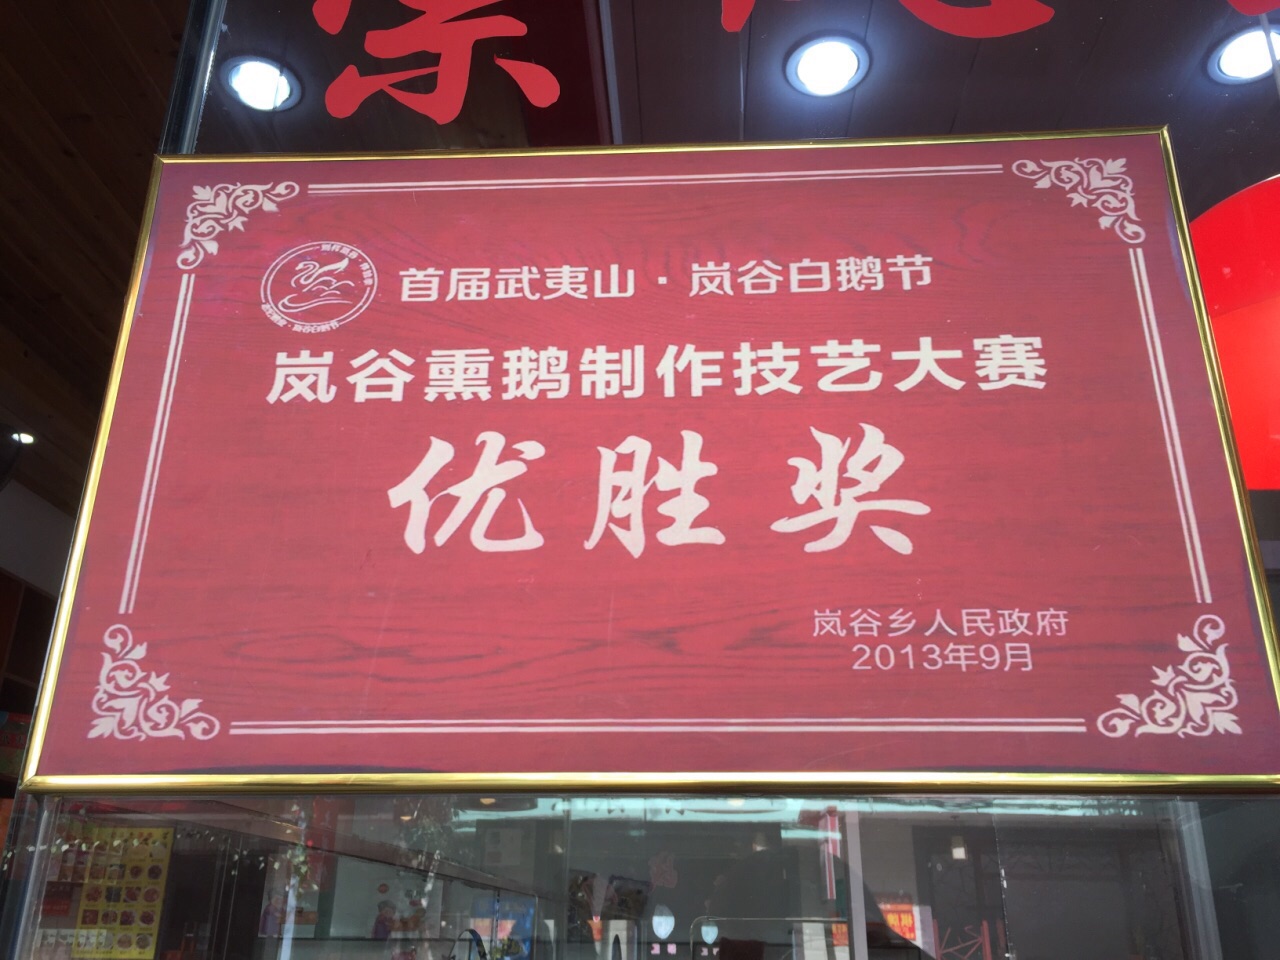 首届武夷山·岚谷白鹅节
岚谷熏鹅制作技艺大赛
优胜奖
岚谷乡人民政府
2013年9月